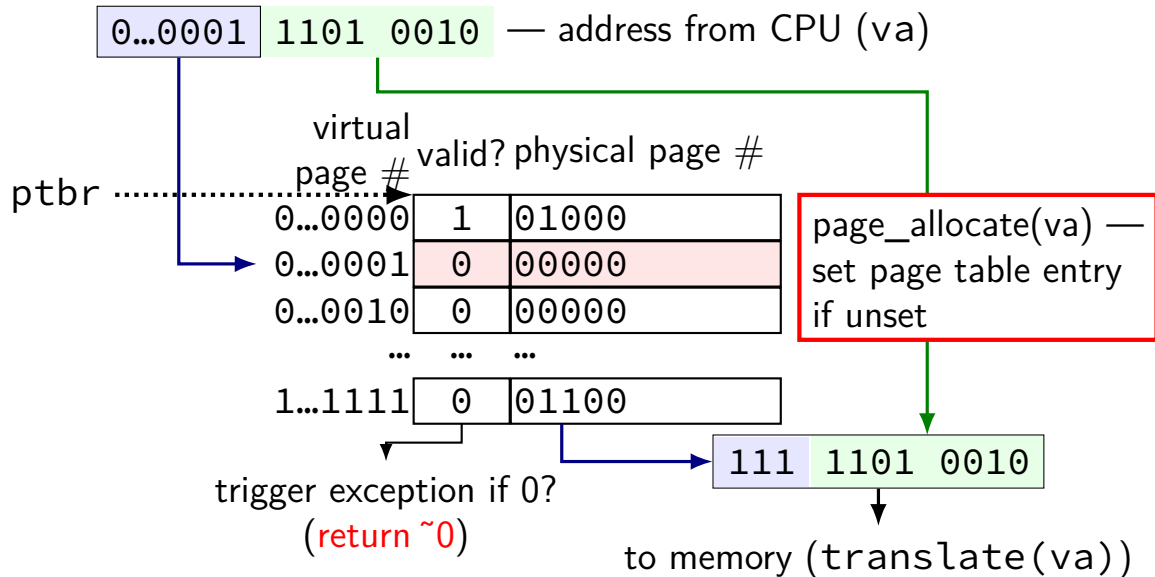 0…0001 1101 0010 — address from CPU (va)
virtual
page #
valid? physical page #
ptbr
0…0000 1 01000
0…0001 0 00000
0…0010 0 00000
… … …
1…1111 0 01100
page_allocate(va) —
set page table entry
if unset
111 1101 0010
trigger exception if 0?
(return ~0)
to memory (translate(va))